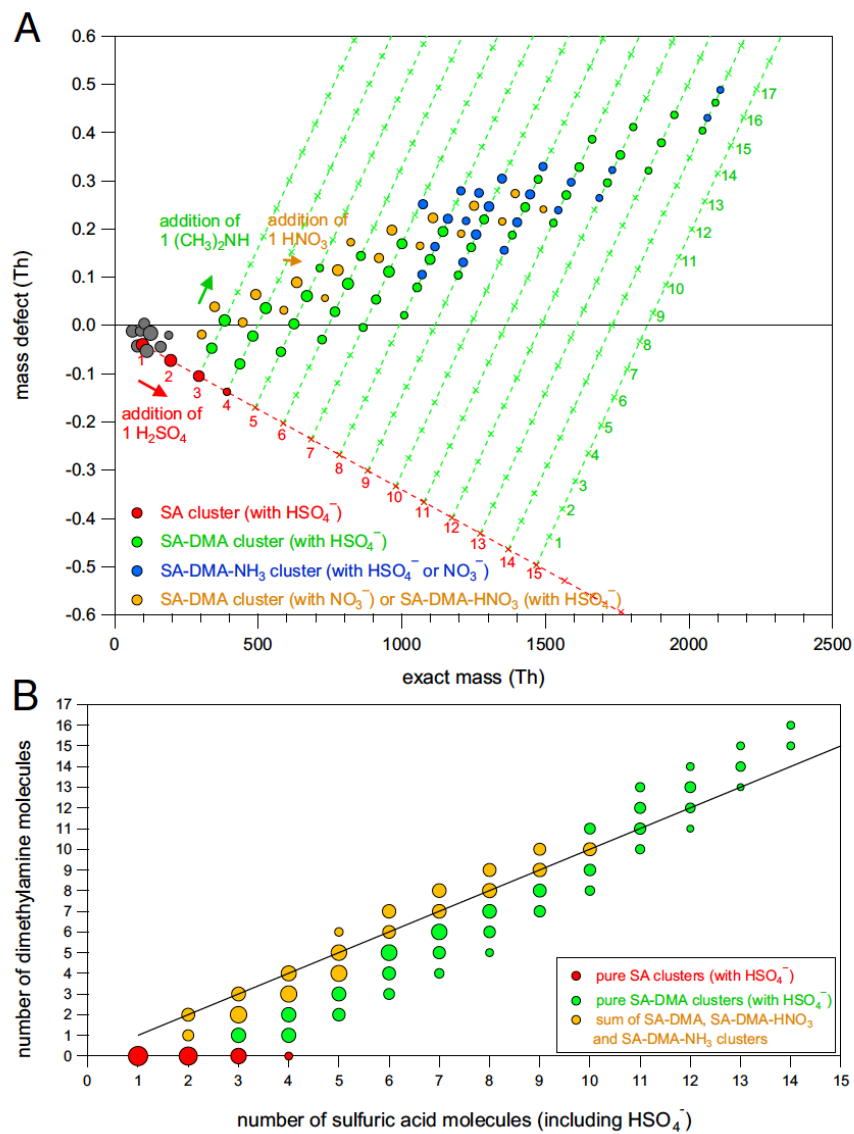 A
0.6
0.5
0.4
0.3
0.2
0.1
0.0
-0.1
-0.2
-0.3
-0.4
-0.5
-0.6
mass defect (Th)
addition of
1 (CH₃)₂NH
addition of
1 HNO₃
addition of
1 H₂SO₄
1
2
3
4
5
6
7
8
9
10
11
12
13
14
15
17
16
15
14
13
12
11
10
9
8
7
6
5
4
3
2
1
SA cluster (with HSO₄⁻)
SA-DMA cluster (with HSO₄⁻)
SA-DMA-NH₃ cluster (with HSO₄⁻ or NO₃⁻)
SA-DMA cluster (with NO₃⁻) or SA-DMA-HNO₃ (with HSO₄⁻)
0 500 1000 1500 2000 2500
exact mass (Th)
B
17
16
15
14
13
12
11
10
9
8
7
6
5
4
3
2
1
0
number of dimethylamine molecules
pure SA clusters (with HSO₄⁻)
pure SA-DMA clusters (with HSO₄⁻)
sum of SA-DMA, SA-DMA-HNO₃
and SA-DMA-NH₃ clusters
0 1 2 3 4 5 6 7 8 9 10 11 12 13 14 15
number of sulfuric acid molecules (including HSO₄⁻)